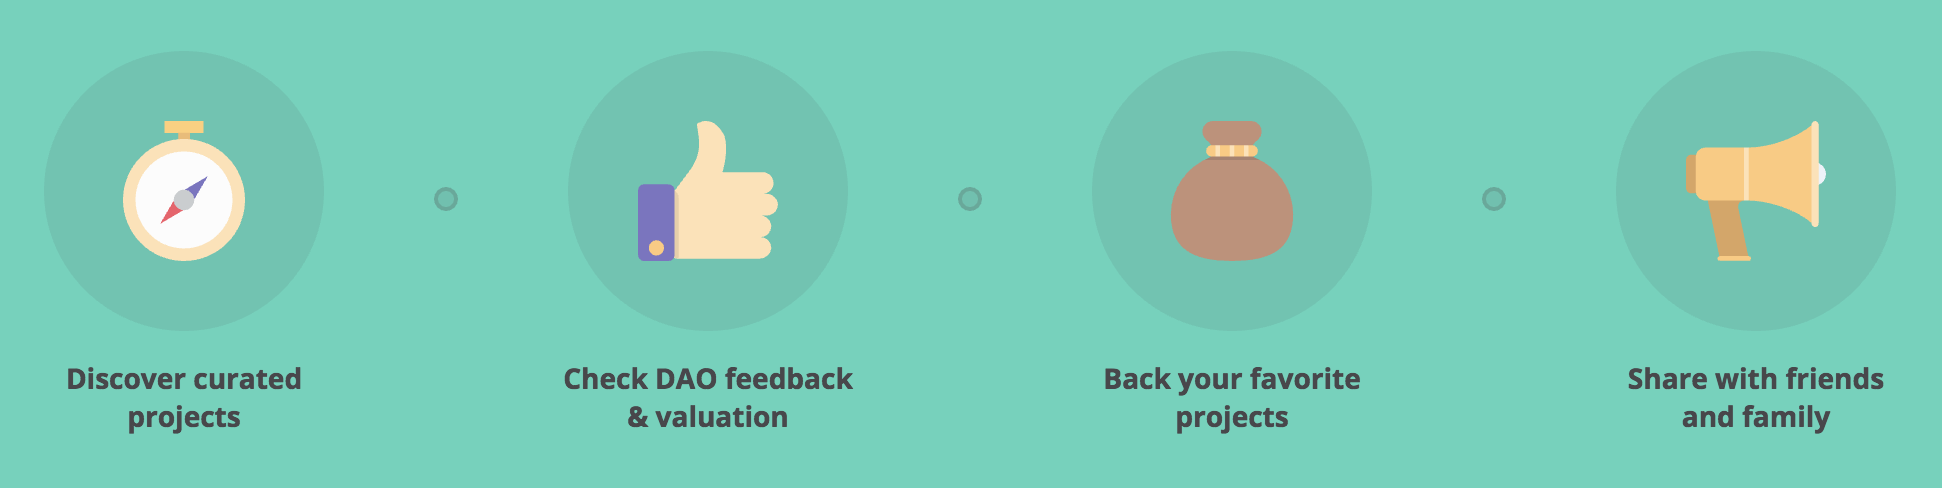 Discover curated
projects
Check DAO feedback
& valuation
Back your favorite
projects
Share with friends
and family